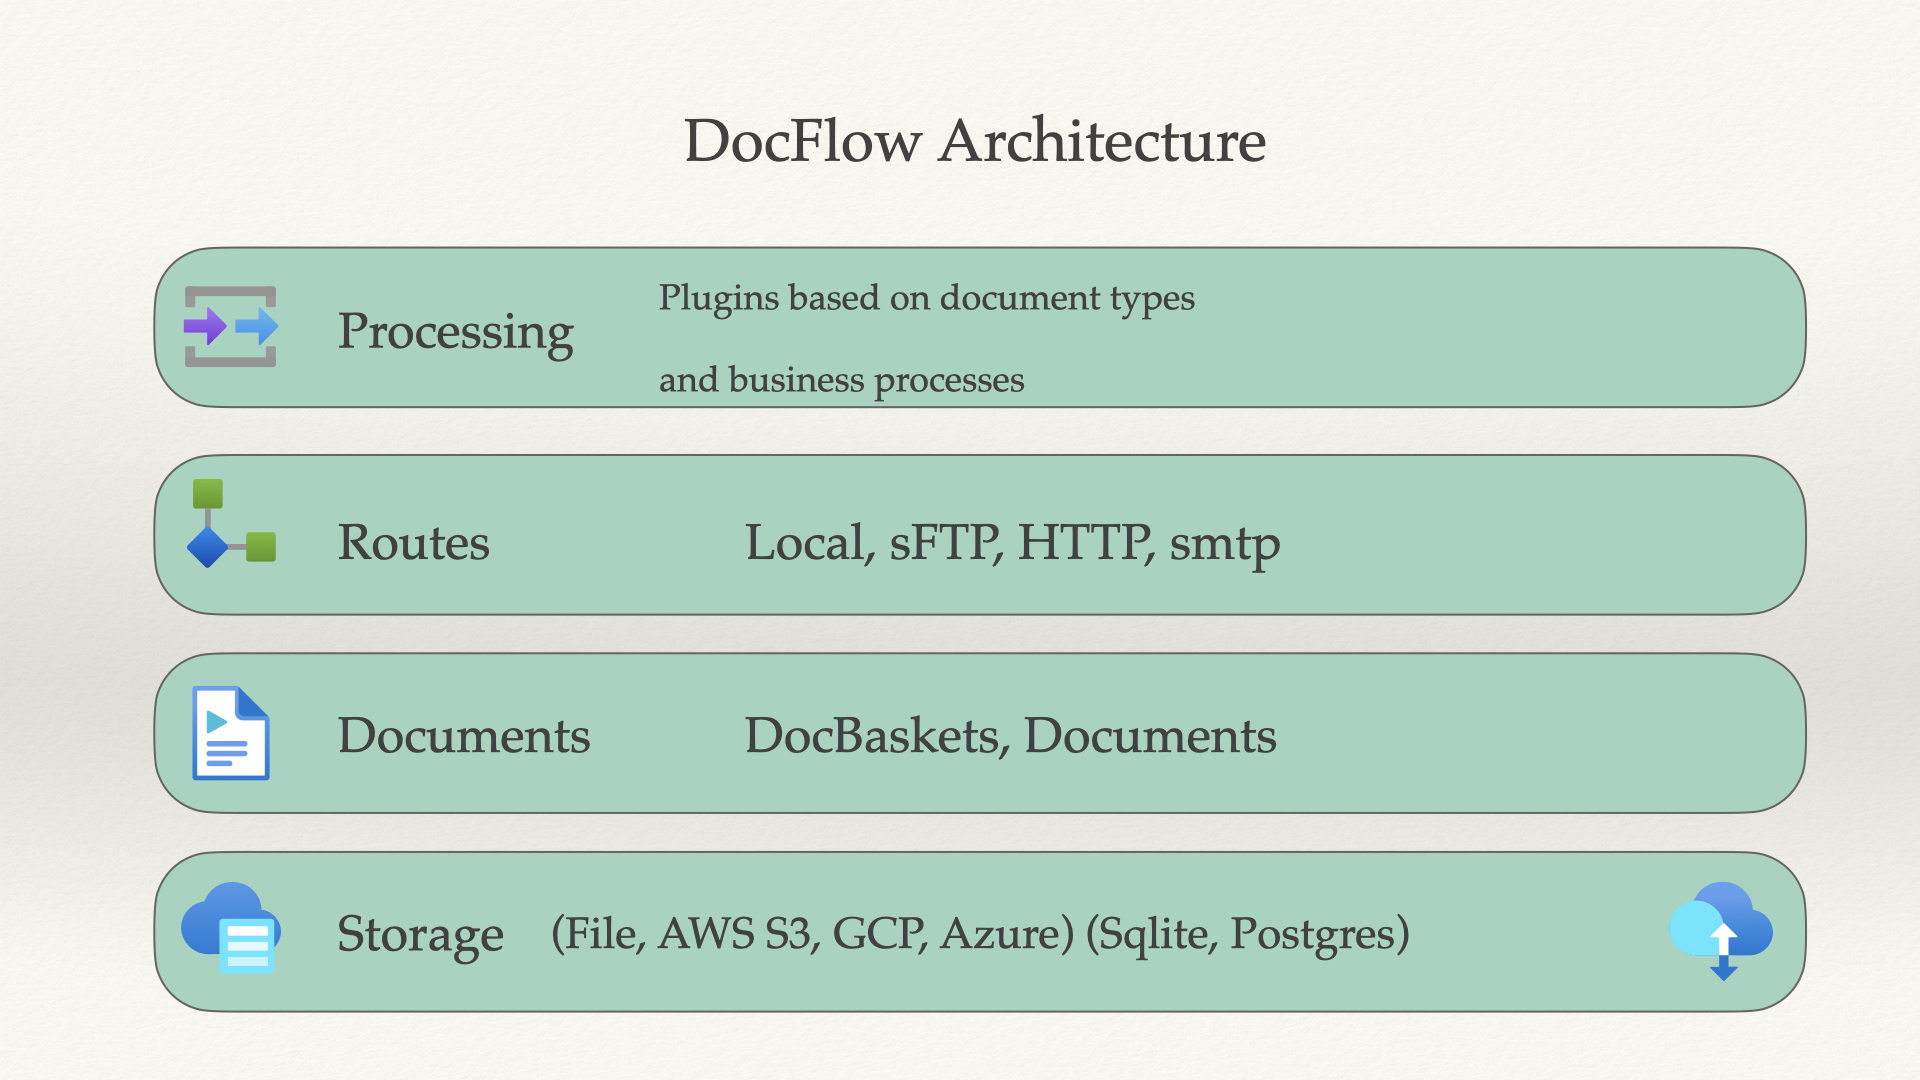 DocFlow Architecture
Processing
Plugins based on document types
and business processes
Routes
Local, sFTP, HTTP, smtp
Documents
DocBaskets, Documents
Storage
(File, AWS S3, GCP, Azure) (Sqlite, Postgres)